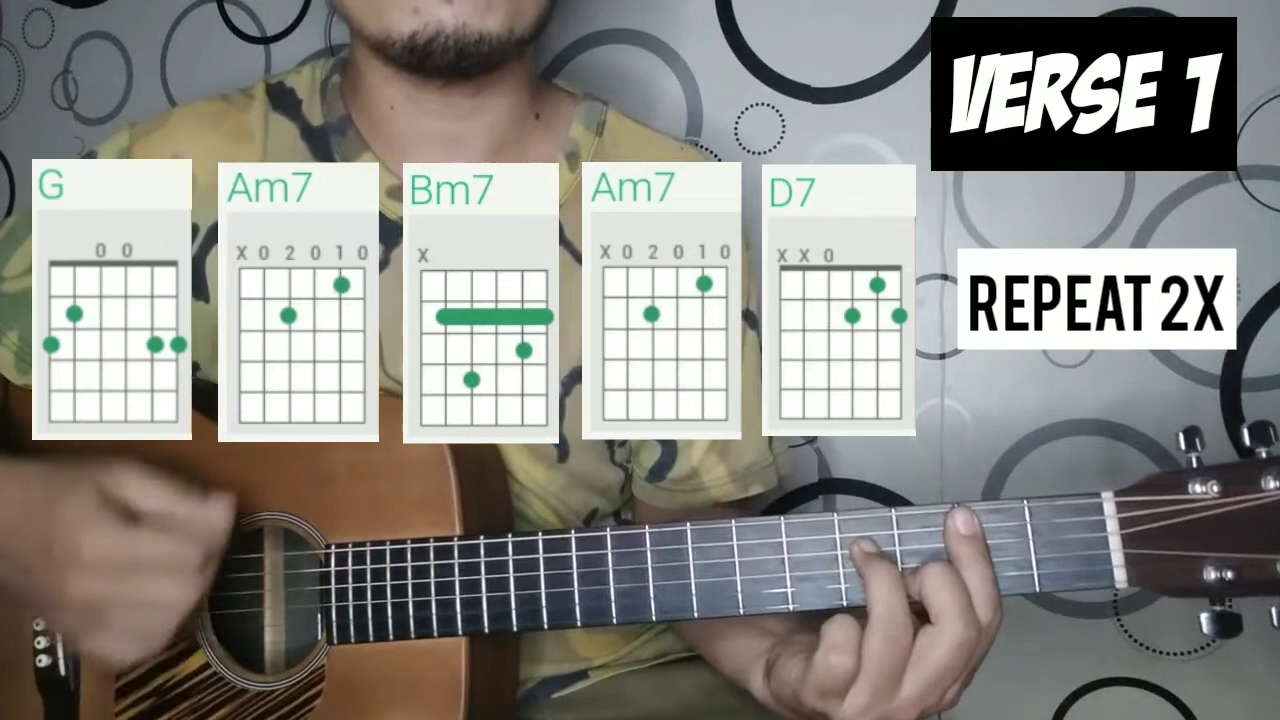 VERSE 1
G
0 0
Am7
X 0 2 0 1 0
Bm7
X
Am7
X 0 2 0 1 0
D7
X X 0
REPEAT 2X